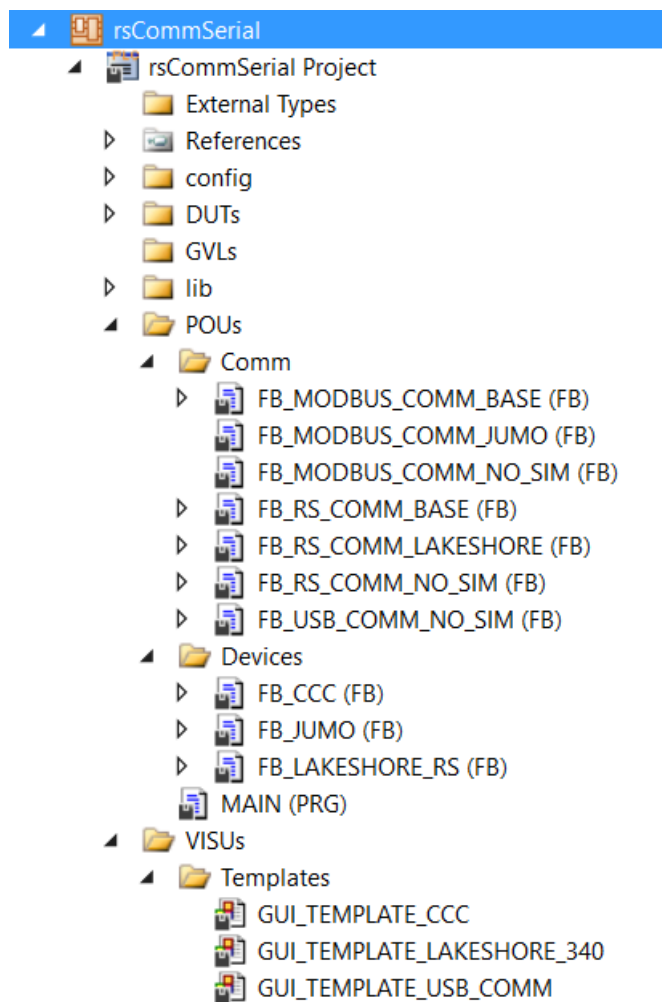 rsCommSerial
rsCommSerial Project
External Types
References
config
DUTs
GVLs
lib
POUs
Comm
FB_MODBUS_COMM_BASE (FB)
FB_MODBUS_COMM_JUMO (FB)
FB_MODBUS_COMM_NO_SIM (FB)
FB_RS_COMM_BASE (FB)
FB_RS_COMM_LAKESHORE (FB)
FB_RS_COMM_NO_SIM (FB)
FB_USB_COMM_NO_SIM (FB)
Devices
FB_CCC (FB)
FB_JUMO (FB)
FB_LAKESHORE_RS (FB)
MAIN (PRG)
VISUs
Templates
GUI_TEMPLATE_CCC
GUI_TEMPLATE_LAKESHORE_340
GUI_TEMPLATE_USB_COMM